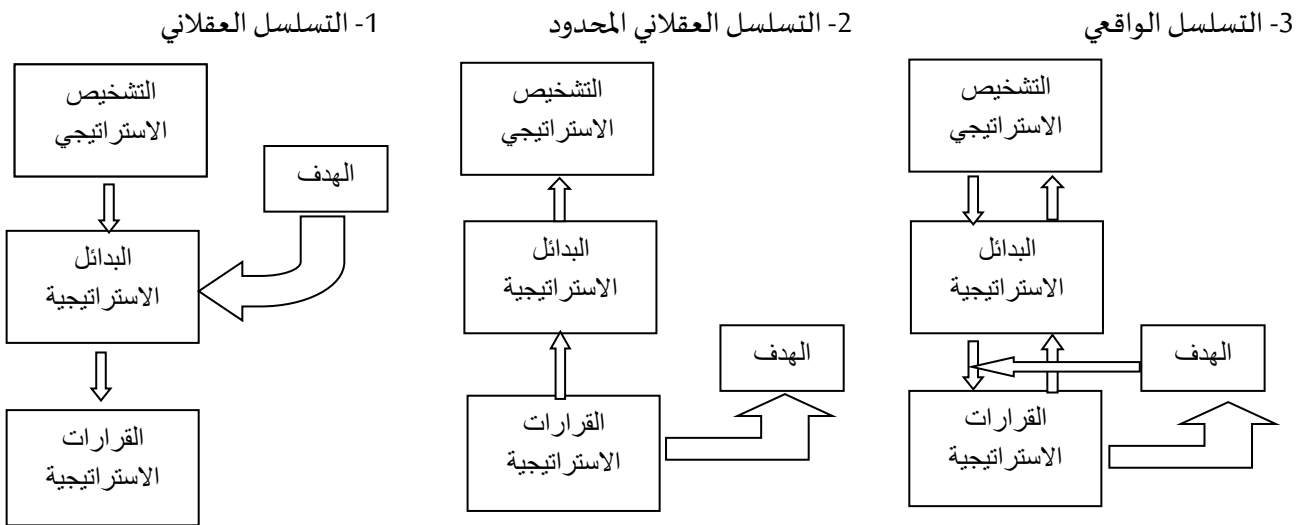 1- التسلسل العقلاني
التشخيص
الاستراتيجي
الهدف
البدائل
الاستراتيجية
القرارات
الاستراتيجية
2- التسلسل العقلاني المحدود
التشخيص
الاستراتيجي
البدائل
الاستراتيجية
الهدف
القرارات
الاستراتيجية
3- التسلسل الواقعي
التشخيص
الاستراتيجي
البدائل
الاستراتيجية
الهدف
القرارات
الاستراتيجية